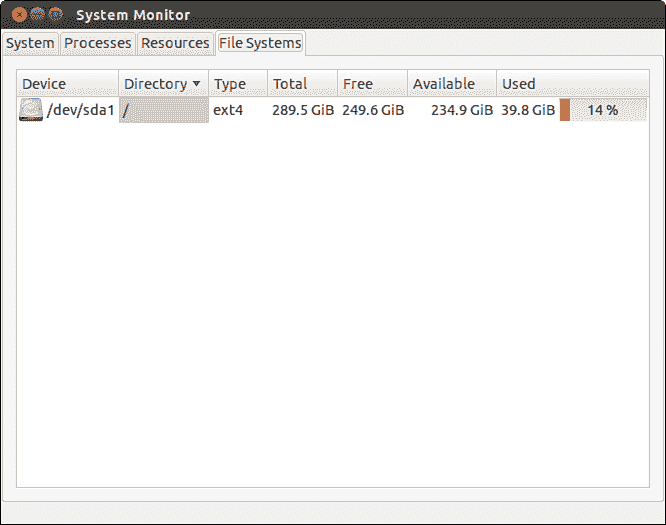 System Monitor
System Processes Resources File Systems
Device Directory Type Total Free Available Used
/dev/sda1 / ext4 289.5 GiB 249.6 GiB 234.9 GiB 39.8 GiB 14 %